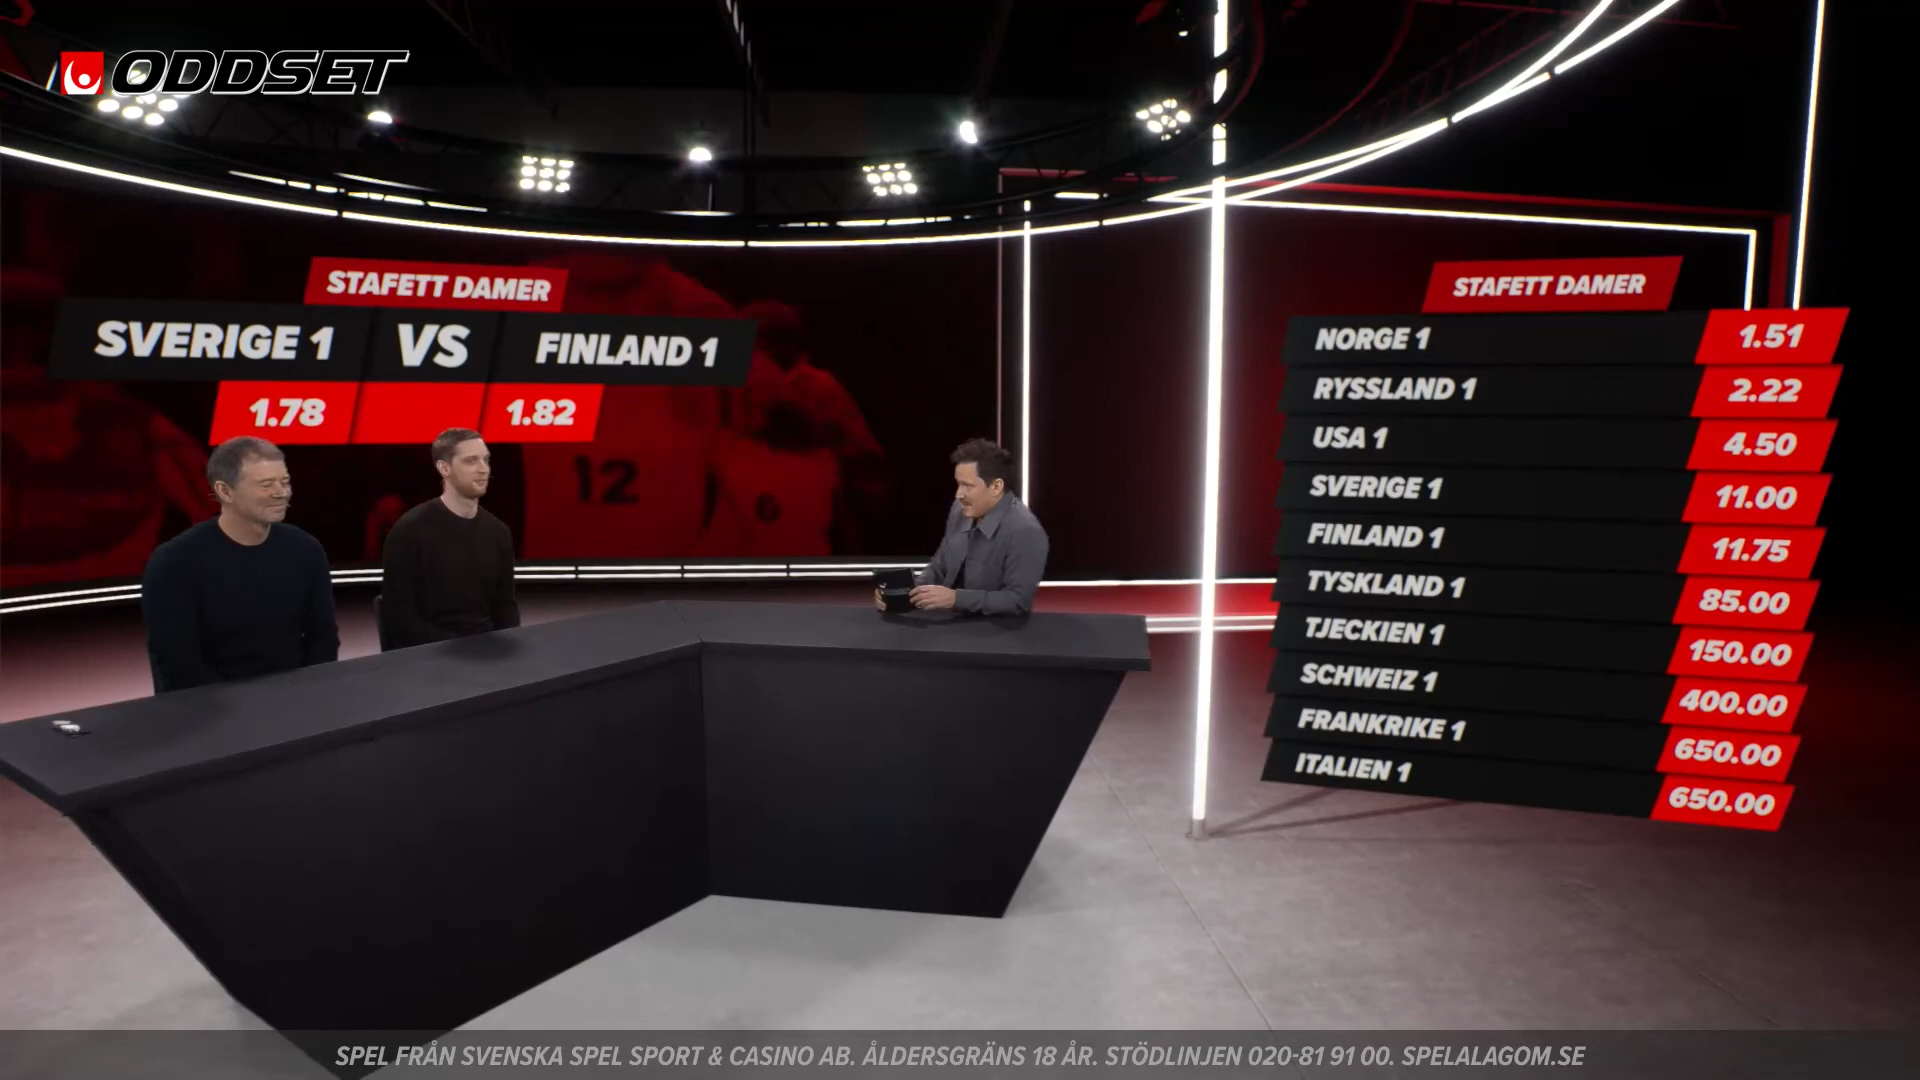 ODDSET
STAFETT DAMER
SVERIGE 1 VS FINLAND 1
1.78 1.82
12
6
STAFETT DAMER
NORGE 1 1.51
RYSSLAND 1 2.22
USA 1 4.50
SVERIGE 1 11.00
FINLAND 1 11.75
TYSKLAND 1 85.00
TJECKIEN 1 150.00
SCHWEIZ 1 400.00
FRANKRIKE 1 650.00
ITALIEN 1 650.00
SPEL FRÅN SVENSKA SPEL SPORT & CASINO AB. ÅLDERSGRÄNS 18 ÅR. STÖDLINJEN 020-81 91 00. SPELALAGOM.SE